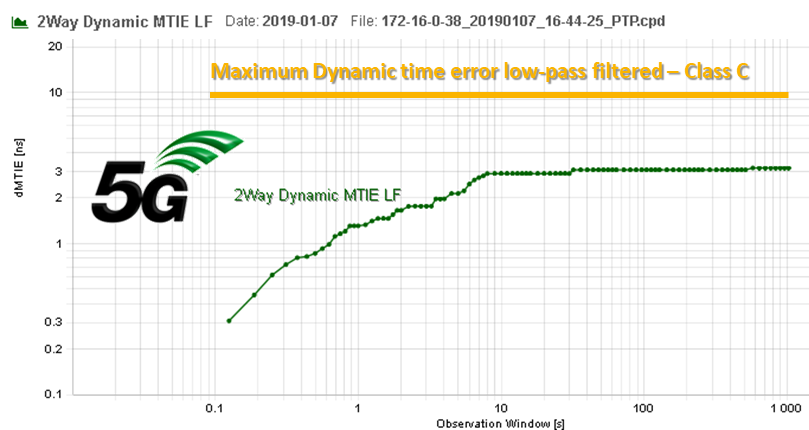 2Way Dynamic MTIE LF Date: 2019-01-07 File: 172-16-0-38_20190107_16-44-25_PTP.cpd
20
Maximum Dynamic time error low-pass filtered – Class C
10
dMTIE [ns]
5G
3
2Way Dynamic MTIE LF
2
1
0.3
0.2
0.1
0.1 1 10 100 1 000
Observation Window [s]